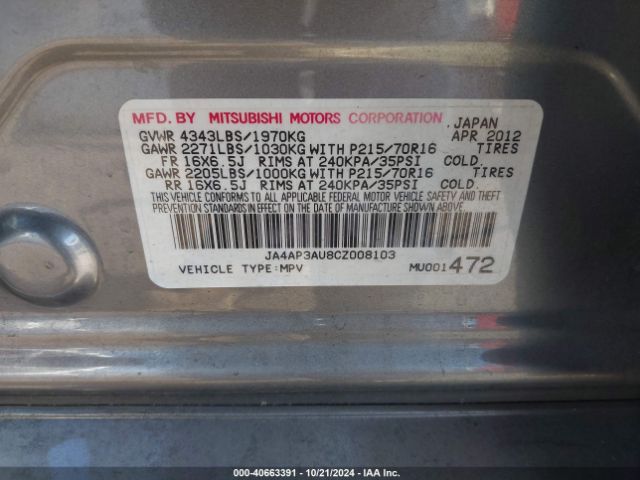 MFD. BY MITSUBISHI MOTORS CORPORATION JAPAN
GVWR 4343LBS/1970KG APR 2012
GAWR 2271LBS/1030KG WITH P215/70R16 TIRES
FR 16X6.5J RIMS AT 240KPA/35PSI COLD.
GAWR 2205LBS/1000KG WITH P215/70R16 TIRES
RR 16X6.5J RIMS AT 240KPA/35PSI COLD.
THIS VEHICLE CONFORMS TO ALL APPLICABLE FEDERAL MOTOR VEHICLE SAFETY AND THEFT
PREVENTION STANDARDS IN EFFECT ON THE DATE OF MANUFACTURE SHOWN ABOVE.
JA4AP3AU8CZ008103
VEHICLE TYPE:MPV MU001472
000-40663391 - 10/21/2024 - IAA